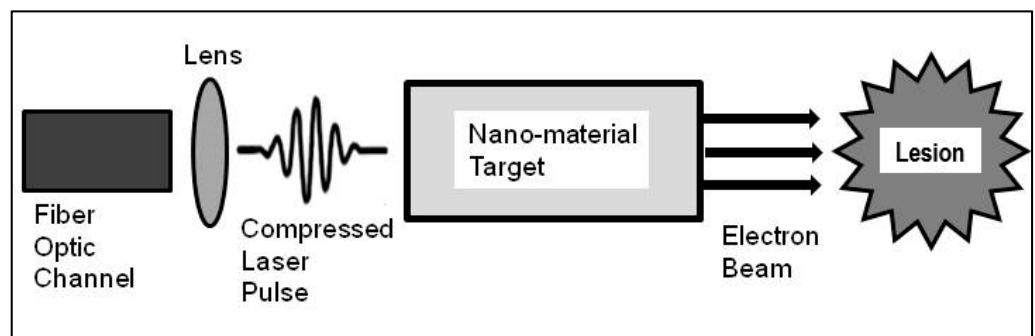 Lens
Fiber
Optic
Channel
Compressed
Laser
Pulse
Nano-material
Target
Electron
Beam
Lesion